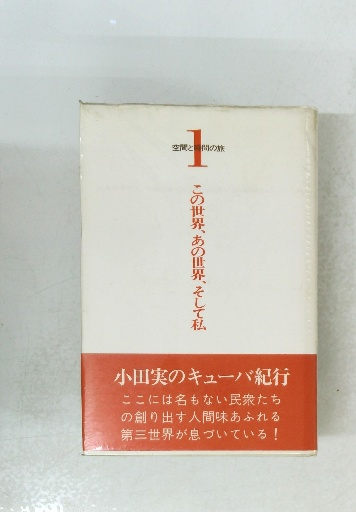 1
空間と時間の旅
この世界、あの世界、そして私
小田実のキューバ紀行
ここには名もない民衆たち
の創り出す人間味あふれる
第三世界が息づいている!